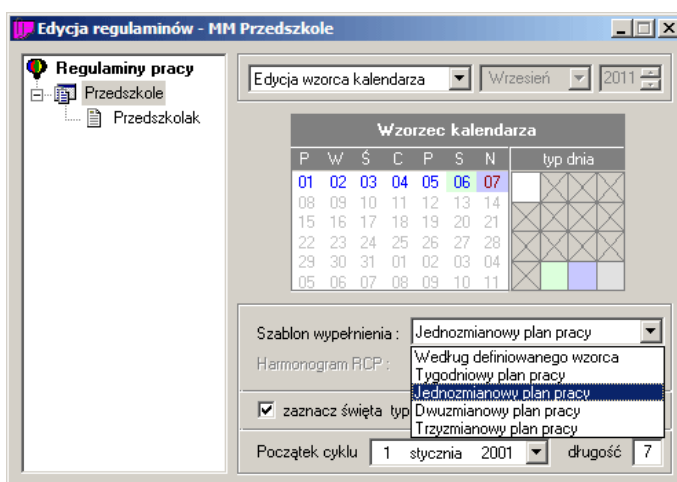 Edycja regulaminów - MM Przedszkole
Regulaminy pracy
Przedszkole
Przedszkolak
Edycja wzorca kalendarza
Wrzesień
2011
Wzorzec kalendarza
P W Ś C P S N typ dnia
01 02 03 04 05 06 07
08 09 10 11 12 13 14
15 16 17 18 19 20 21
22 23 24 25 26 27 28
29 30 31 01 02 03 04
05 06 07 08 09 10 11
Szablon wypełnienia : Jednozmianowy plan pracy
Harmonogram RCP :
Według definiowanego wzorca
Tygodniowy plan pracy
Jednozmianowy plan pracy
Dwuzmianowy plan pracy
Trzyzmianowy plan pracy
zaznacz święta typ
Początek cyklu 1 stycznia 2001 długość 7